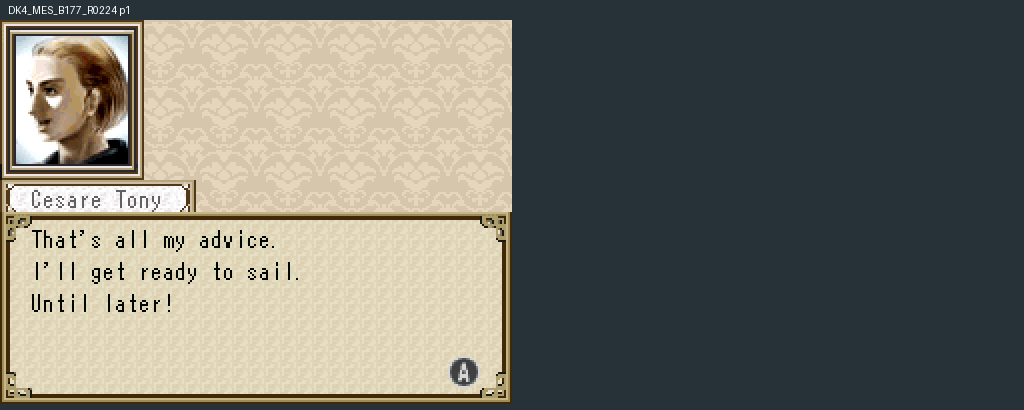 DK4_MES_B177_R0224 p1
Cesare Tony
That's all my advice.
I'll get ready to sail.
Until later!
A